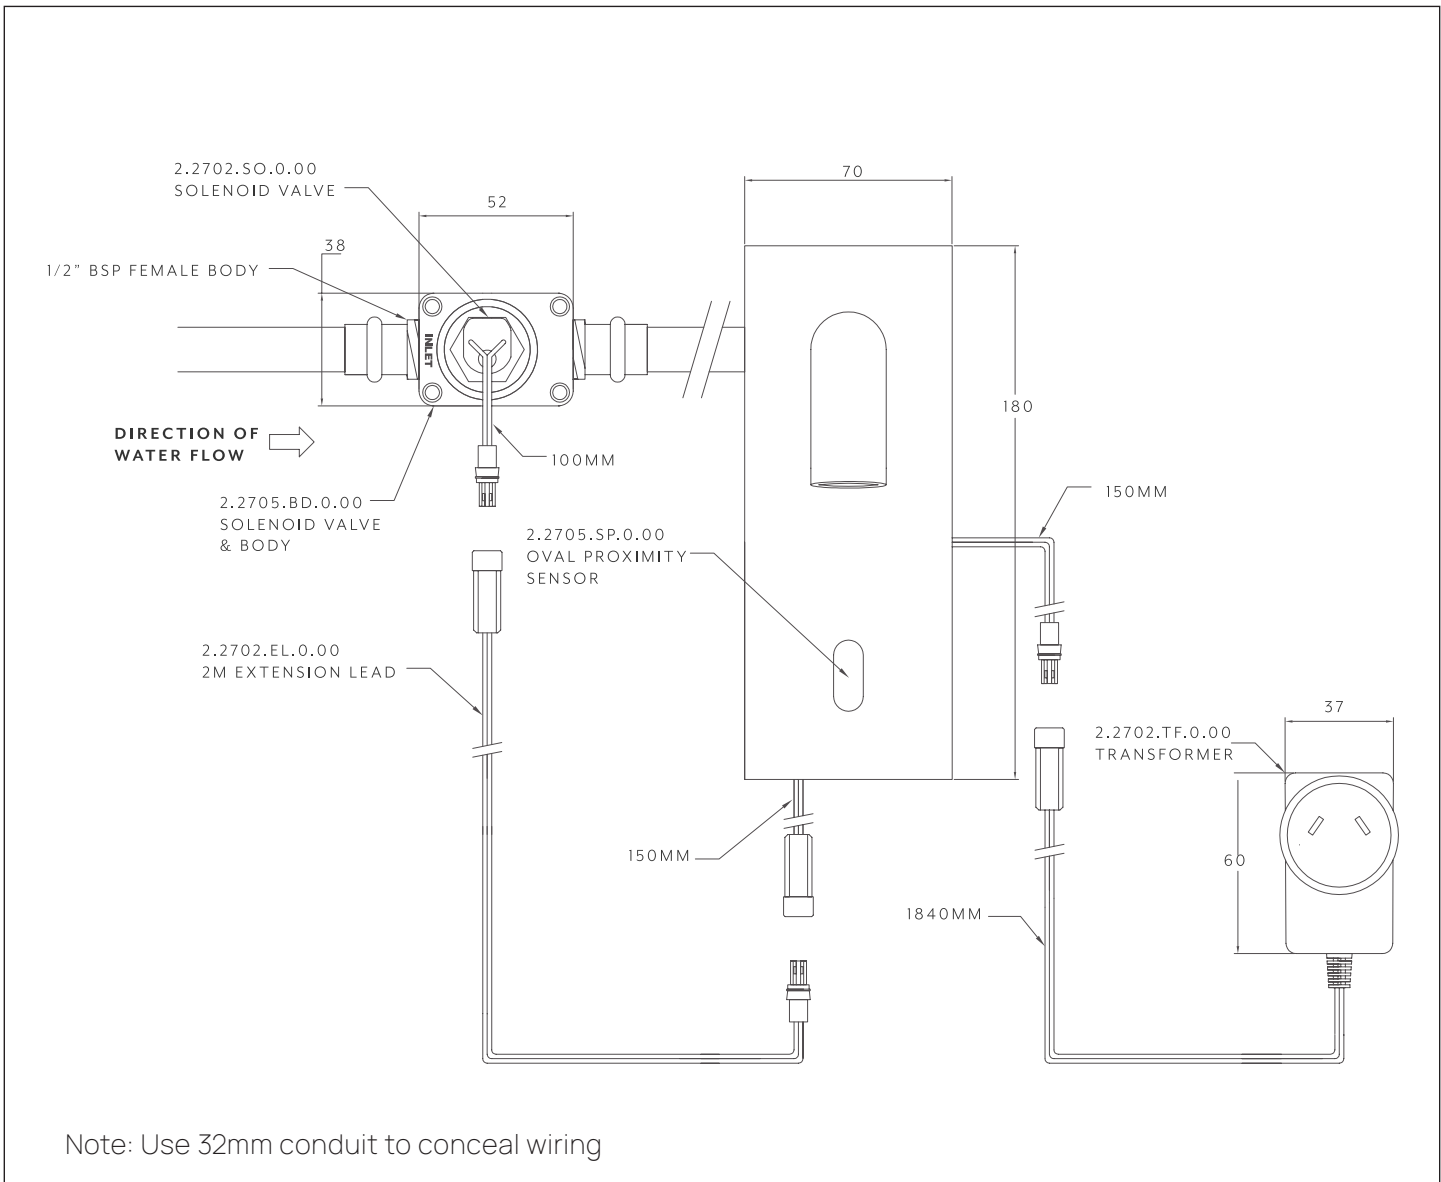 2.2702.SO.0.00
SOLENOID VALVE
70
52
38
1/2” BSP FEMALE BODY
INLET
180
DIRECTION OF
WATER FLOW
100MM
150MM
2.2705.BD.0.00
SOLENOID VALVE
& BODY
2.2705.SP.0.00
OVAL PROXIMITY
SENSOR
2.2702.EL.0.00
2M EXTENSION LEAD
37
2.2702.TF.0.00
TRANSFORMER
150MM
60
1840MM
Note: Use 32mm conduit to conceal wiring